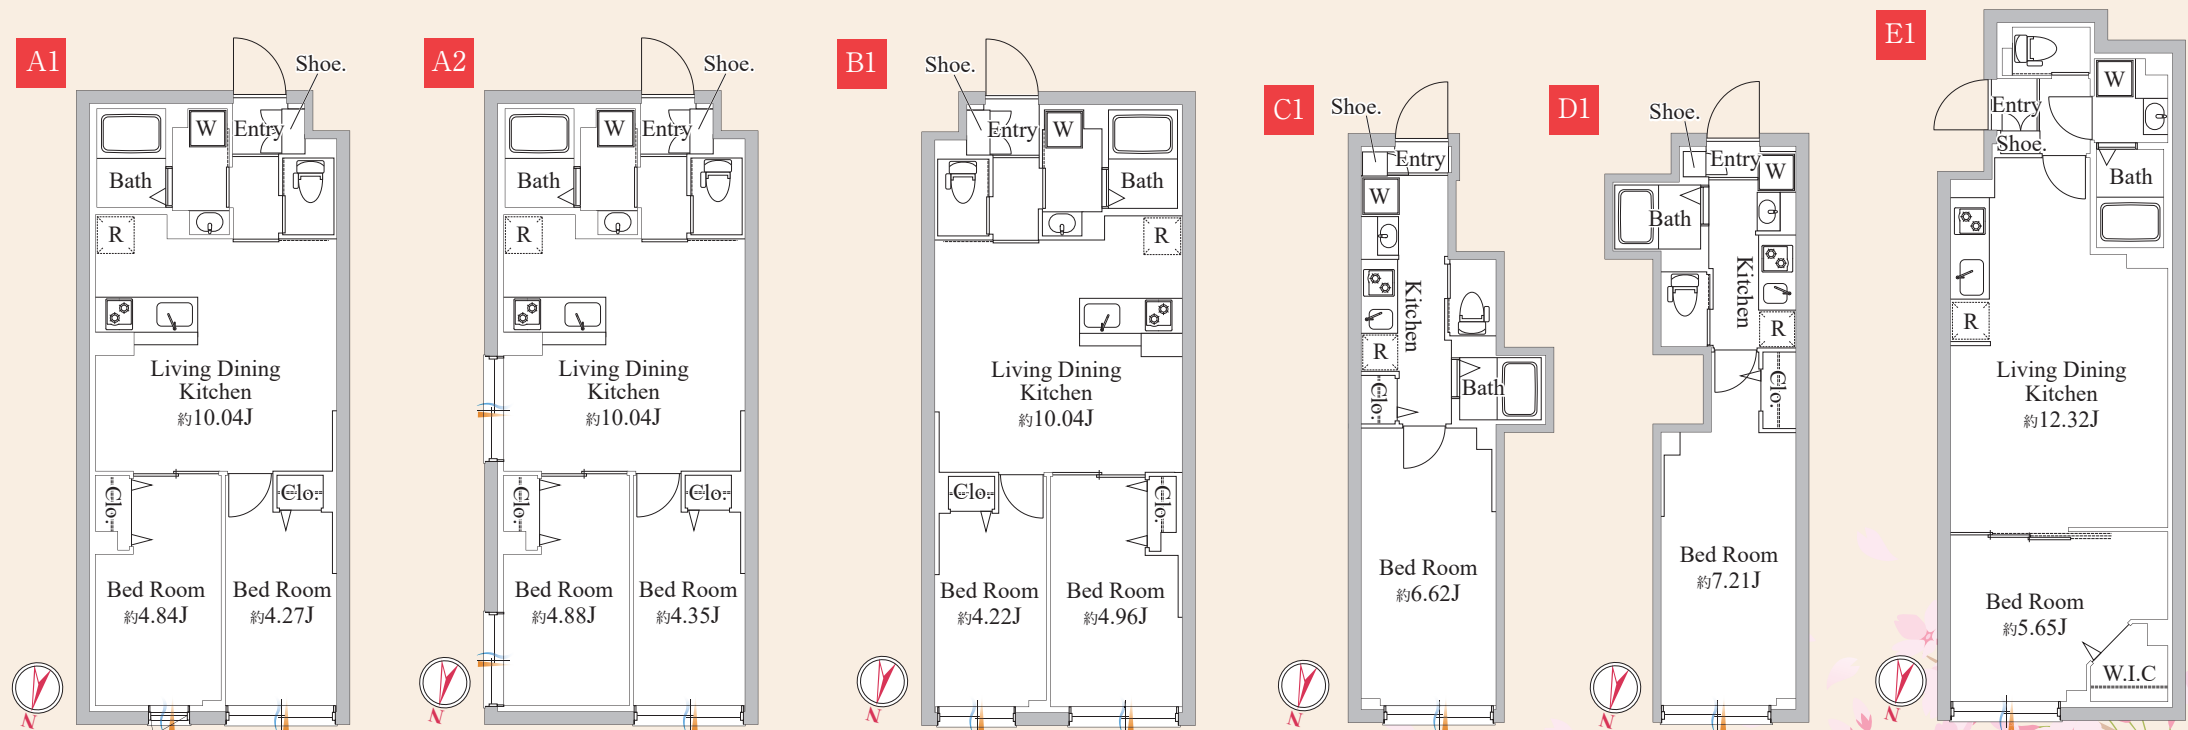 A1
Shoe.
W
Entry
Bath
R
Living Dining
Kitchen
約10.04J
Clo.
Clo.
Bed Room
約4.84J
Bed Room
約4.27J
N
A2
Shoe.
W
Entry
Bath
R
Living Dining
Kitchen
約10.04J
Clo.
Clo.
Bed Room
約4.88J
Bed Room
約4.35J
N
B1
Shoe.
Entry
W
Bath
R
Living Dining
Kitchen
約10.04J
Clo.
Clo.
Bed Room
約4.22J
Bed Room
約4.96J
N
C1
Shoe.
Entry
W
Kitchen
R
Bath
Clo.
Bed Room
約6.62J
N
D1
Shoe.
Entry
W
Bath
Kitchen
R
Clo.
Bed Room
約7.21J
N
E1
W
Entry
Shoe.
Bath
R
Living Dining
Kitchen
約12.32J
Bed Room
約5.65J
W.I.C
N